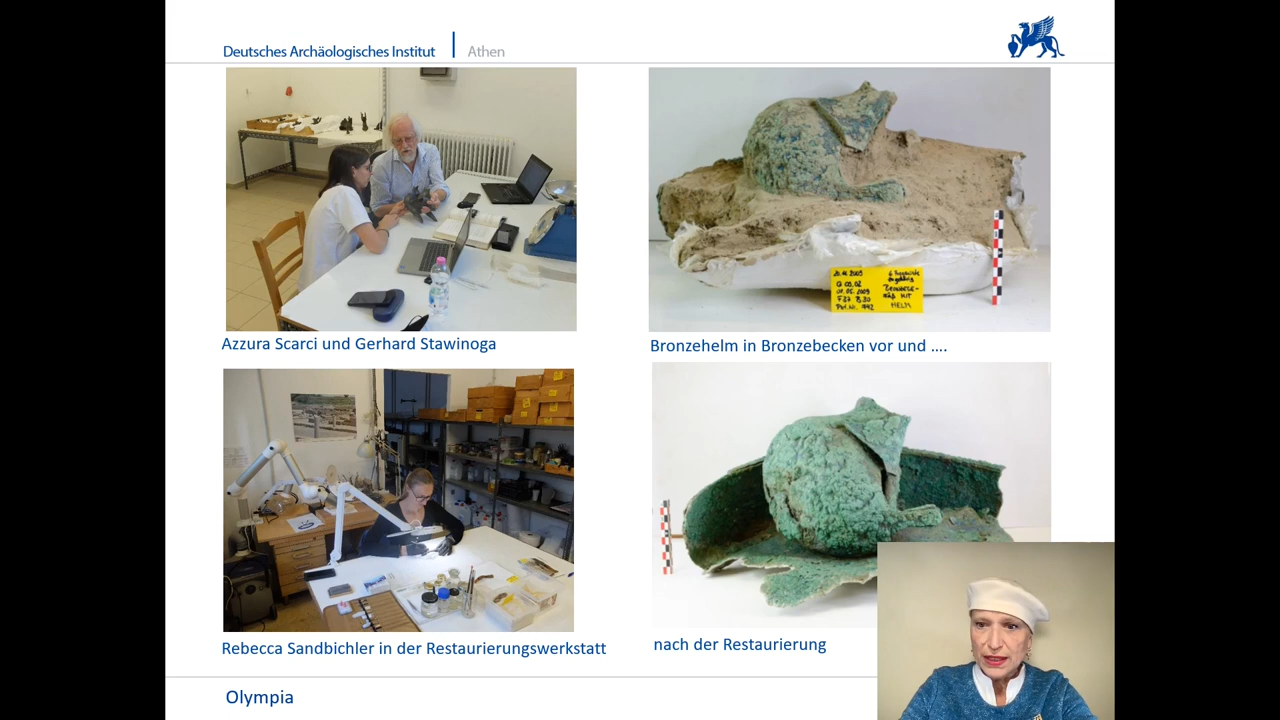 Deutsches Archäologisches Institut | Athen
Azzura Scarci und Gerhard Stawinoga
Bronzehelm in Bronzebecken vor und ....
Rebecca Sandbichler in der Restaurierungswerkstatt
nach der Restaurierung
Olympia
HELM